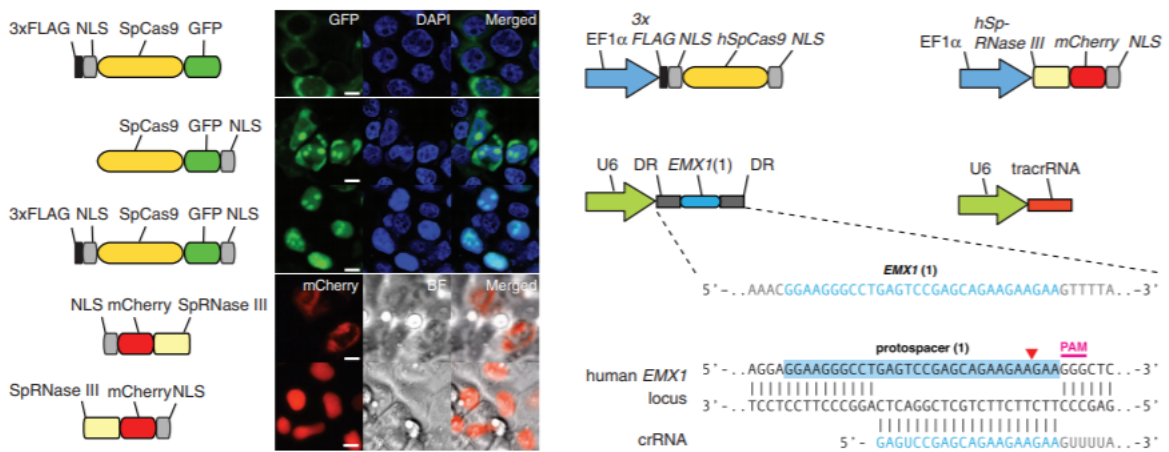 3xFLAG NLS SpCas9 GFP
SpCas9 GFP NLS
3xFLAG NLS SpCas9 GFP NLS
NLS mCherry SpRNase III
SpRNase III mCherry NLS
GFP DAPI Merged
mCherry BF Merged
3x hSp-
EF1α FLAG NLS hSpCas9 NLS EF1α RNase III mCherry NLS
U6 DR EMX1(1) DR U6 tracrRNA
EMX1 (1)
5'-..AAACGGAAGGGCCTGAGTCCGAGCAGAAGAAGAAGTTTTA..-3'
protospacer (1) PAM
human EMX1 locus
5'-..AGGAGGAAGGGCCTGAGTCCGAGCAGAAGAAGAAGGGCTC..-3'
3'-TCCTCCTTCCCGGACTCAGGCTCGTCTTCTTCTTCCCGAG..-5'
crRNA 5'- GAGUCCGAGCAGAAGAAGAAGUUUUA..-3'